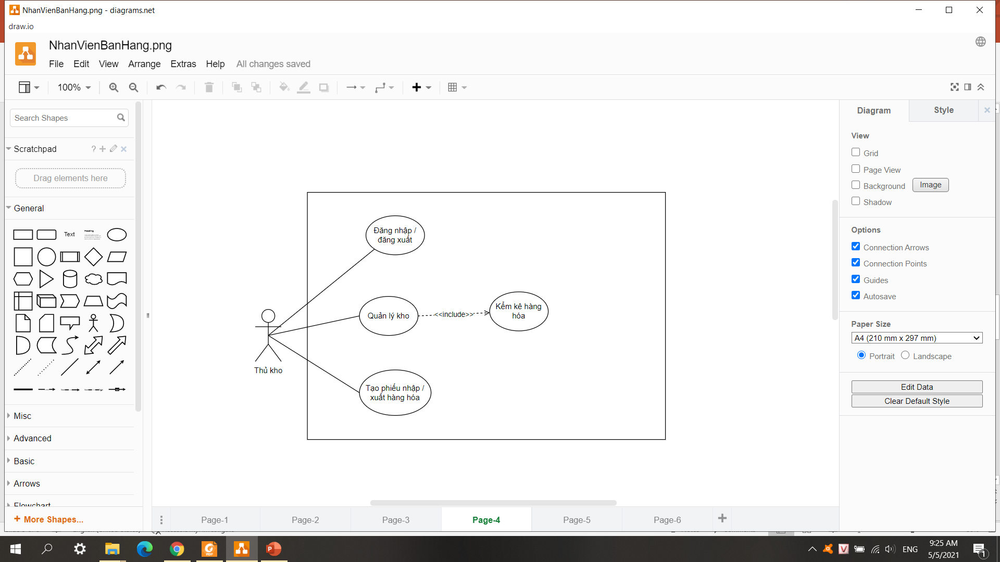 NhanVienBanHang.png - diagrams.net
draw.io
NhanVienBanHang.png
File Edit View Arrange Extras Help All changes saved
100%
Search Shapes
Scratchpad
?
Drag elements here
General
Text
Heading
Misc
Advanced
Basic
Arrows
Flowchart
+ More Shapes...
Đăng nhập /
đăng xuất
Quản lý kho
<<include>>
Kểm kê hàng
hóa
Tạo phiếu nhập /
xuất hàng hóa
Thủ kho
Page-1
Page-2
Page-3
Page-4
Page-5
Page-6
Diagram
Style
View
Grid
Page View
Background
Image
Shadow
Options
Connection Arrows
Connection Points
Guides
Autosave
Paper Size
A4 (210 mm x 297 mm)
Portrait
Landscape
Edit Data
Clear Default Style
PDF
ENG
9:25 AM
5/5/2021
1